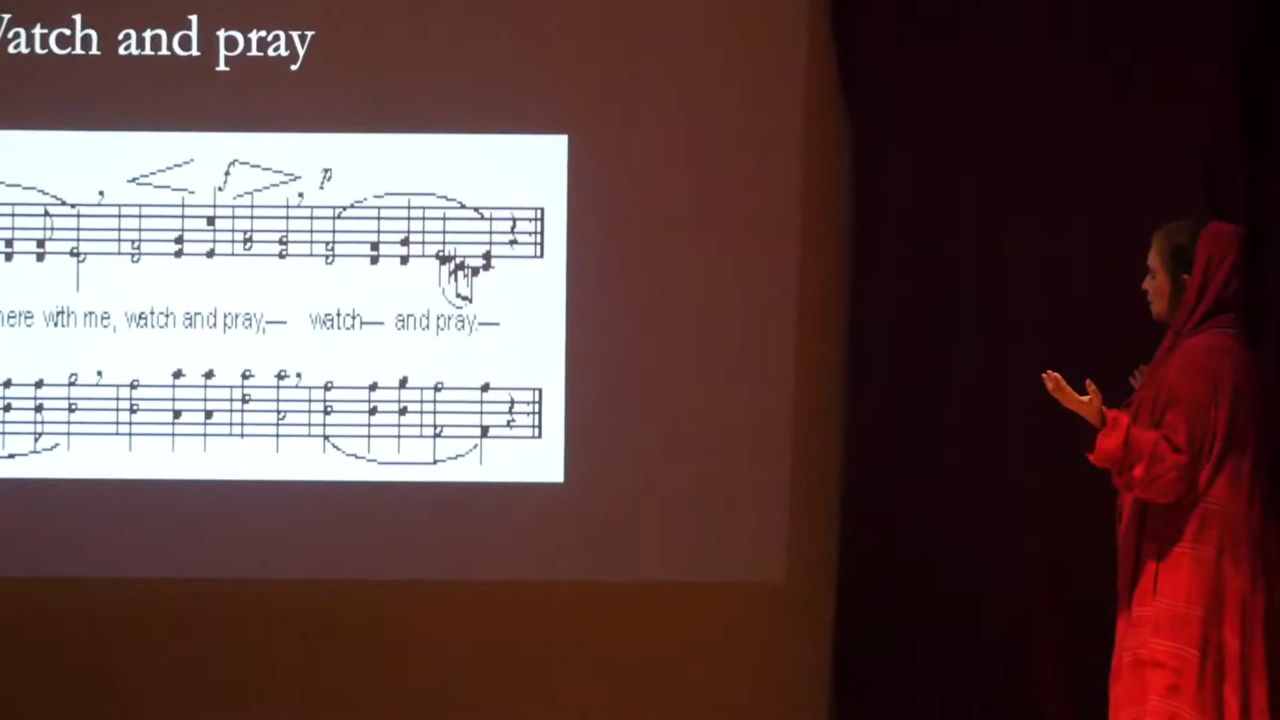 Watch and pray
f p
here with me, watch and pray,— watch— and pray.—